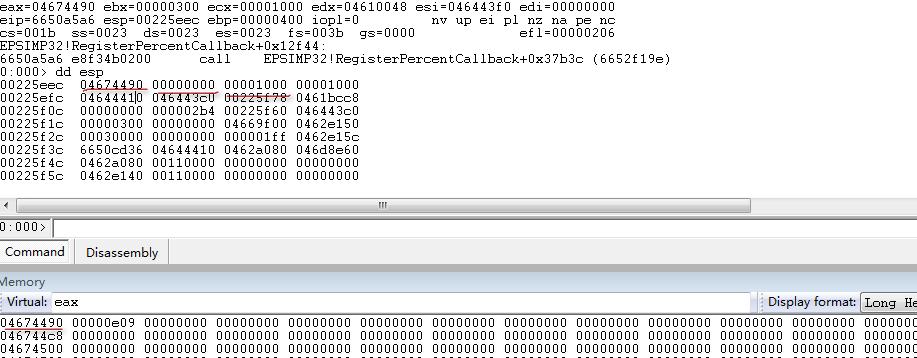 eax=04674490 ebx=00000300 ecx=00001000 edx=04610048 esi=046443f0 edi=00000000
eip=6650a5a6 esp=00225eec ebp=00000400 iopl=0 nv up ei pl nz na pe nc
cs=001b ss=0023 ds=0023 es=0023 fs=003b gs=0000 efl=00000206
EPSIMP32!RegisterPercentCallback+0x12f44:
6650a5a6 e8f34b0200 call EPSIMP32!RegisterPercentCallback+0x37b3c (6652f19e)
0:000> dd esp
00225eec 04674490 00000000 00001000 00001000
00225efc 04644410 046443c0 00225f78 0461bcc8
00225f0c 00000000 000002b4 00225f60 046443c0
00225f1c 00000300 00000000 04669f00 0462e150
00225f2c 00030000 00000000 000001ff 0462e15c
00225f3c 6650cd36 04644410 0462a080 046d8e60
00225f4c 0462a080 00110000 00000000 00000000
00225f5c 0462e140 00110000 00000000 00000000
0:000>
Command Disassembly
Memory
Virtual: eax Display format: Long He
04674490 00000e09 00000000 00000000 00000000 00000000 00000000 00000000 00000000 00000000 00000000 00000000 00000000 0000
046744c8 00000000 00000000 00000000 00000000 00000000 00000000 00000000 00000000 00000000 00000000 00000000 00000000 0000
04674500 00000000 00000000 00000000 00000000 00000000 00000000 00000000 00000000 00000000 00000000 00000000 00000000 0000